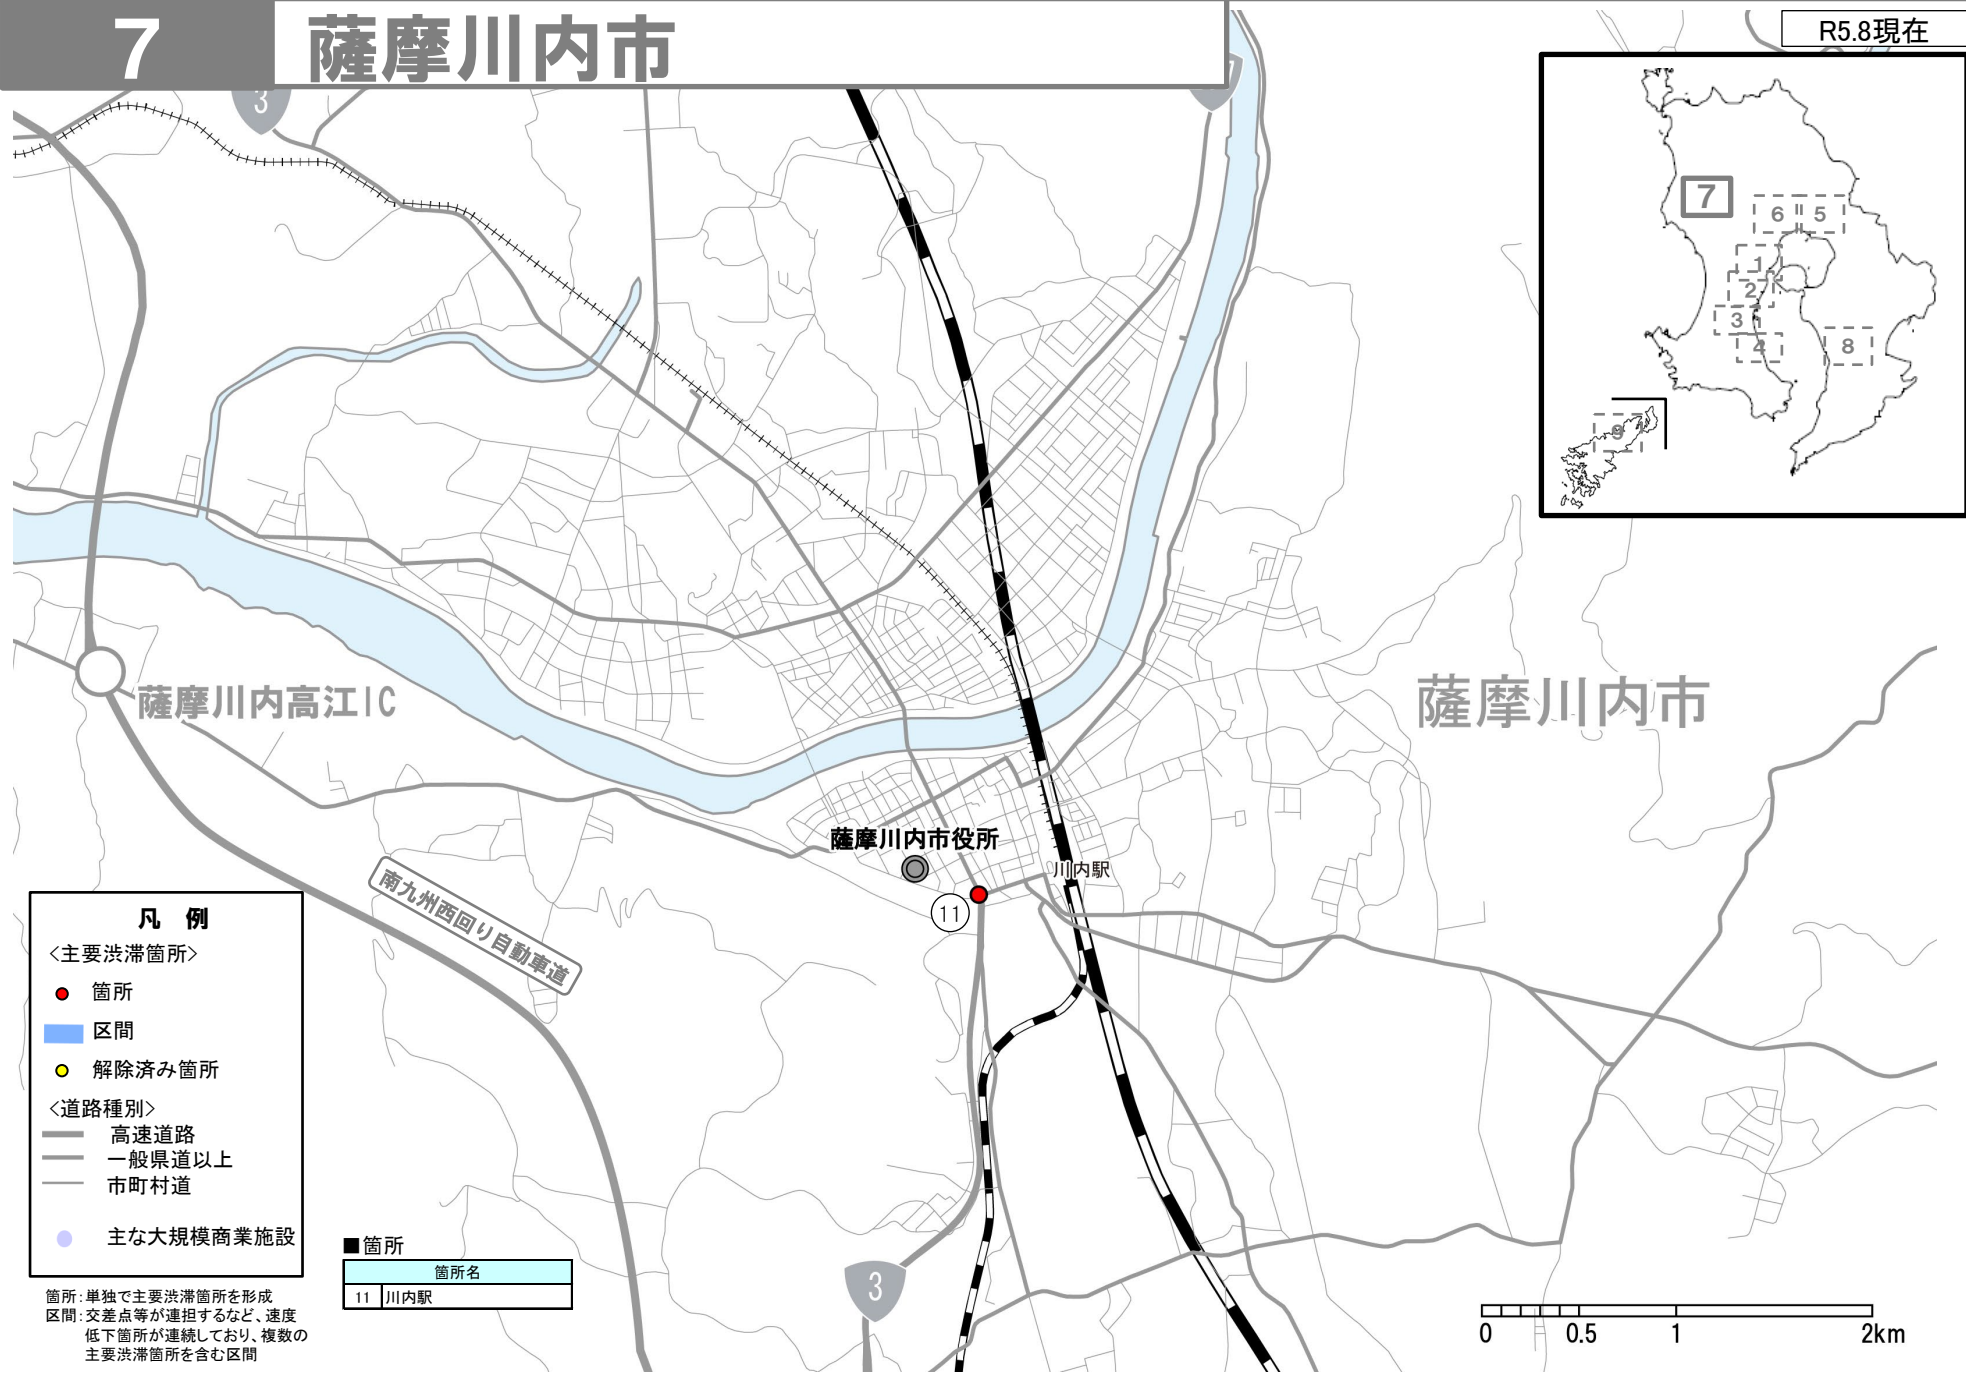 7
薩摩川内市
R5.8現在
3
7
6
5
1
2
3
4
8
9
薩摩川内高江IC
薩摩川内市
薩摩川内市役所
川内駅
11
南九州西回り自動車道
凡 例
<主要渋滞箇所>
箇所
区間
解除済み箇所
<道路種別>
高速道路
一般県道以上
市町村道
主な大規模商業施設
箇所：単独で主要渋滞箇所を形成
区間：交差点等が連担するなど、速度
低下箇所が連続しており、複数の
主要渋滞箇所を含む区間
■箇所
箇所名
11 川内駅
3
0 0.5 1 2km